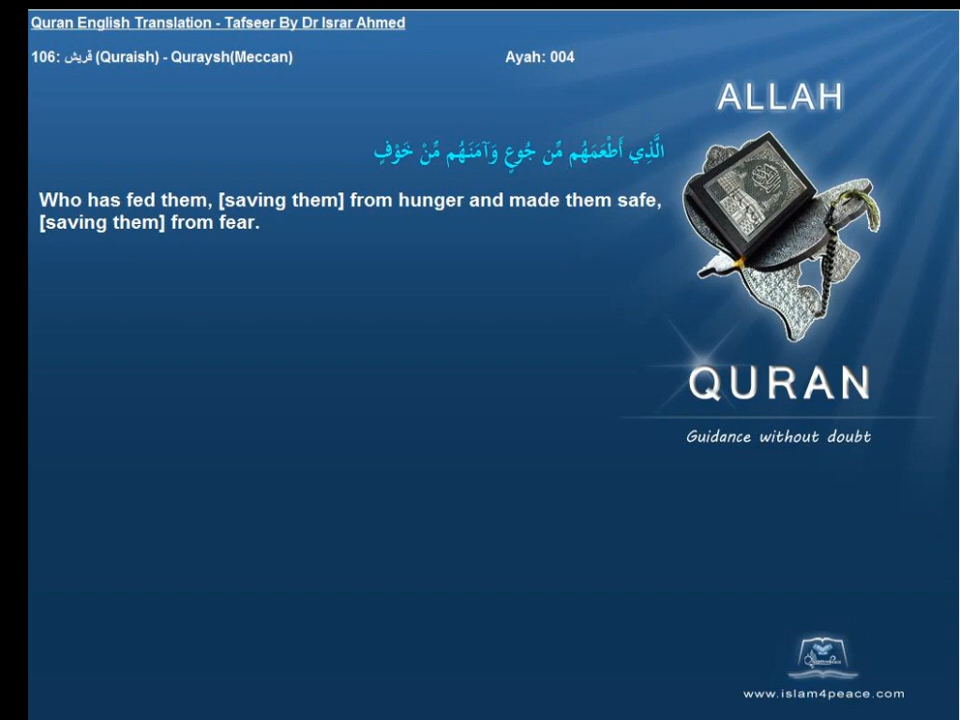 Quran English Translation - Tafseer By Dr Israr Ahmed
106: قريش (Quraish) - Quraysh(Meccan) Ayah: 004
ALLAH
الَّذِي أَطْعَمَهُم مِّن جُوعٍ وَآمَنَهُم مِّنْ خَوْفٍ
Who has fed them, [saving them] from hunger and made them safe,
[saving them] from fear.
QURAN
Guidance without doubt
www.islam4peace.com